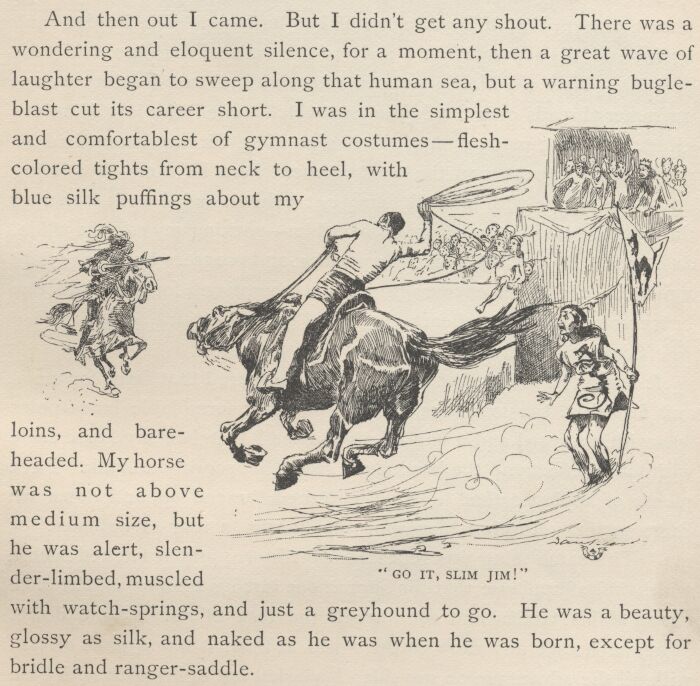 And then out I came. But I didn't get any shout. There was a
wondering and eloquent silence, for a moment, then a great wave of
laughter began to sweep along that human sea, but a warning bugle-
blast cut its career short. I was in the simplest
and comfortablest of gymnast costumes—flesh-
colored tights from neck to heel, with
blue silk puffings about my
loins, and bare-
headed. My horse
was not above
medium size, but
he was alert, slen-
der-limbed, muscled
with watch-springs, and just a greyhound to go. He was a beauty,
glossy as silk, and naked as he was when he was born, except for
bridle and ranger-saddle.
"GO IT, SLIM JIM!"